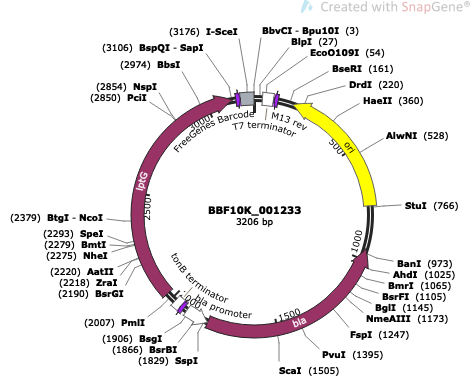 Created with SnapGene®
(3176) I-SceI
BbvCI - Bpu10I (3)
BlpI (27)
(3106) BspQI - SapI
EcoO109I (54)
(2974) BbsI
BseRI (161)
DrdI (220)
(2854) NspI
HaeII (360)
(2850) PciI
M13 rev
T7 terminator
FreeGenes Barcode
3000
AlwNI (528)
ori
500
lptG
StuI (766)
BBF10K_001233
3206 bp
(2379) BtgI - NcoI
2500
(2293) SpeI
(2279) BmtI
(2275) NheI
1000
BanI (973)
(2220) AatII
AhdI (1025)
(2218) ZraI
BmrI (1065)
(2190) BsrGI
BsrFI (1105)
tonB terminator
BglI (1145)
bla promoter
NmeAIII (1173)
(2007) PmlI
1500
bla
FspI (1247)
(1906) BsgI
(1866) BsrBI
PvuI (1395)
(1829) SspI
ScaI (1505)